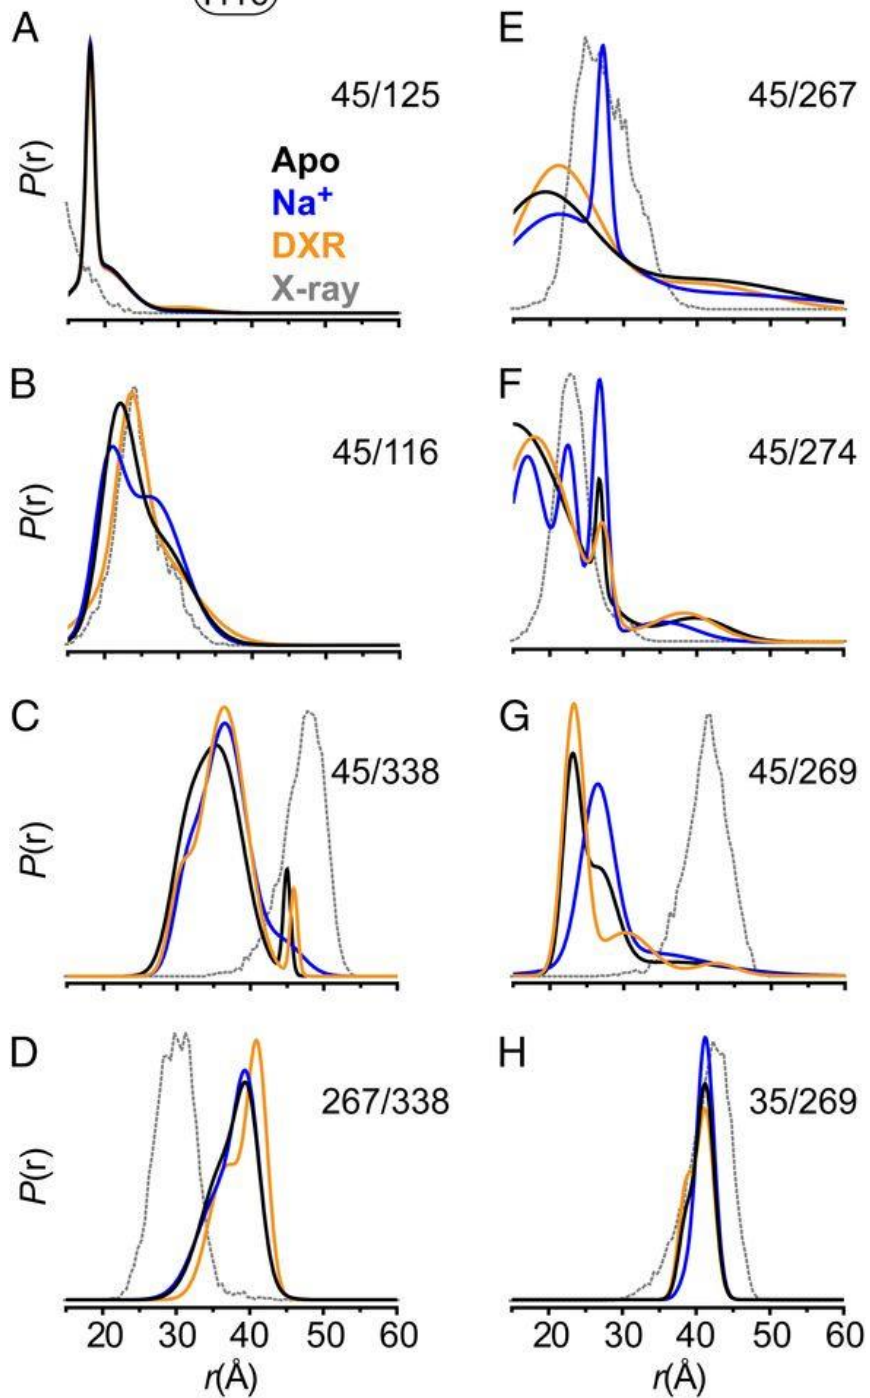 A
45/125
P(r)
Apo
Na⁺
DXR
X-ray
B
45/116
P(r)
C
45/338
P(r)
D
267/338
P(r)
20 30 40 50 60
r(Å)
E
45/267
F
45/274
G
45/269
H
35/269
20 30 40 50 60
r(Å)